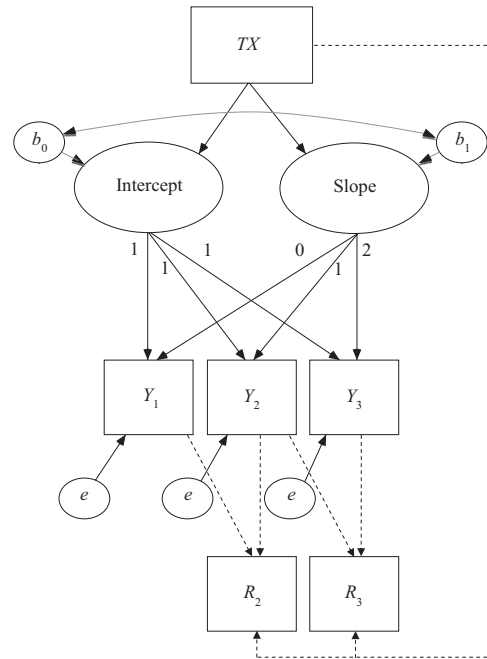 TX
b₀
b₁
Intercept
Slope
1
1
1
0
1
2
Y₁
Y₂
Y₃
e
e
e
R₂
R₃